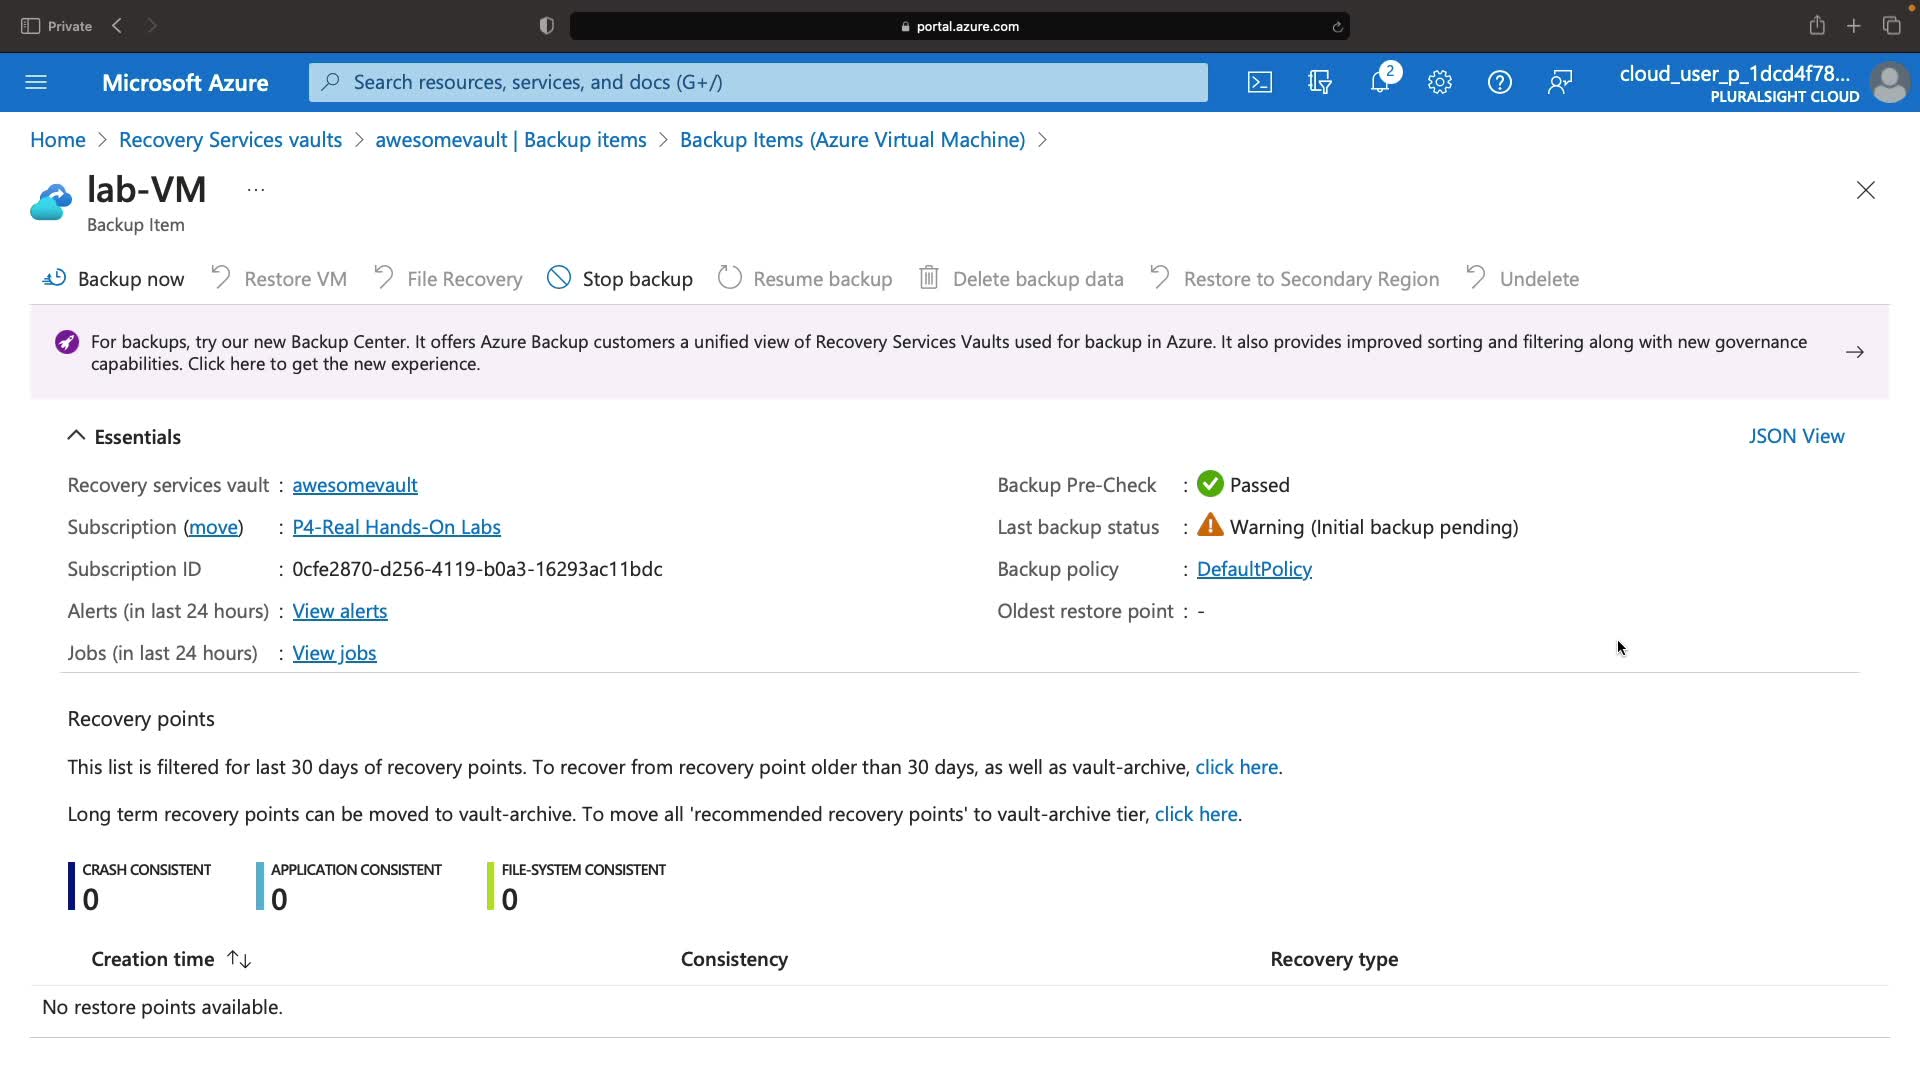 Private
portal.azure.com
Microsoft Azure
Search resources, services, and docs (G+/)
2
cloud_user_p_1dcd4f78...
PLURALSIGHT CLOUD
Home > Recovery Services vaults > awesomevault | Backup items > Backup Items (Azure Virtual Machine) >
lab-VM ...
Backup Item
Backup now Restore VM File Recovery Stop backup Resume backup Delete backup data Restore to Secondary Region Undelete
For backups, try our new Backup Center. It offers Azure Backup customers a unified view of Recovery Services Vaults used for backup in Azure. It also provides improved sorting and filtering along with new governance
capabilities. Click here to get the new experience.
Essentials
JSON View
Recovery services vault : awesomevault
Subscription (move) : P4-Real Hands-On Labs
Subscription ID : 0cfe2870-d256-4119-b0a3-16293ac11bdc
Alerts (in last 24 hours) : View alerts
Jobs (in last 24 hours) : View jobs
Backup Pre-Check : Passed
Last backup status : Warning (Initial backup pending)
Backup policy : DefaultPolicy
Oldest restore point : -
Recovery points
This list is filtered for last 30 days of recovery points. To recover from recovery point older than 30 days, as well as vault-archive, click here.
Long term recovery points can be moved to vault-archive. To move all 'recommended recovery points' to vault-archive tier, click here.
CRASH CONSISTENT
0
APPLICATION CONSISTENT
0
FILE-SYSTEM CONSISTENT
0
Creation time Consistency Recovery type
No restore points available.